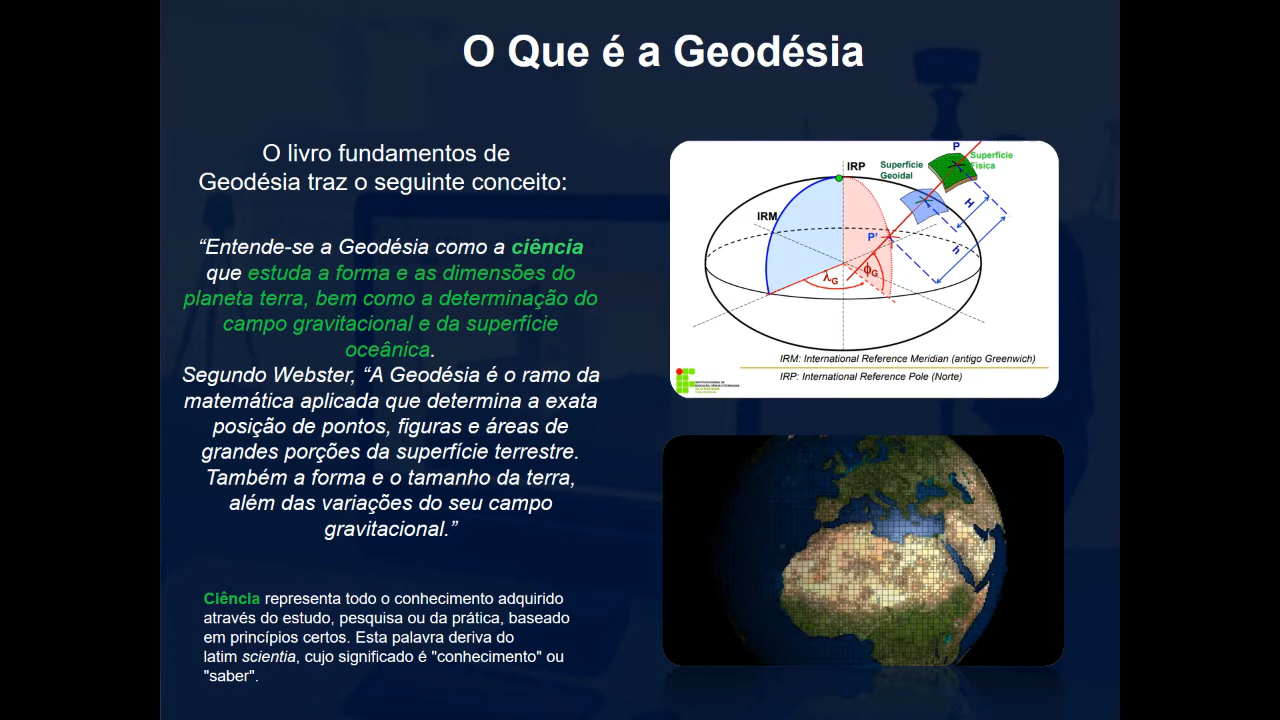 O Que é a Geodésia
O livro fundamentos de
Geodésia traz o seguinte conceito:
“Entende-se a Geodésia como a ciência
que estuda a forma e as dimensões do
planeta terra, bem como a determinação do
campo gravitacional e da superfície
oceânica.
Segundo Webster, “A Geodésia é o ramo da
matemática aplicada que determina a exata
posição de pontos, figuras e áreas de
grandes porções da superfície terrestre.
Também a forma e o tamanho da terra,
além das variações do seu campo
gravitacional.”
Ciência representa todo o conhecimento adquirido
através do estudo, pesquisa ou da prática, baseado
em princípios certos. Esta palavra deriva do
latim scientia, cujo significado é "conhecimento" ou
"saber".
P
IRP
Superfície
Geoidal
Superfície
Física
IRM
H
P'
h
λG
ϕG
IRM: International Reference Meridian (antigo Greenwich)
IRP: International Reference Pole (Norte)